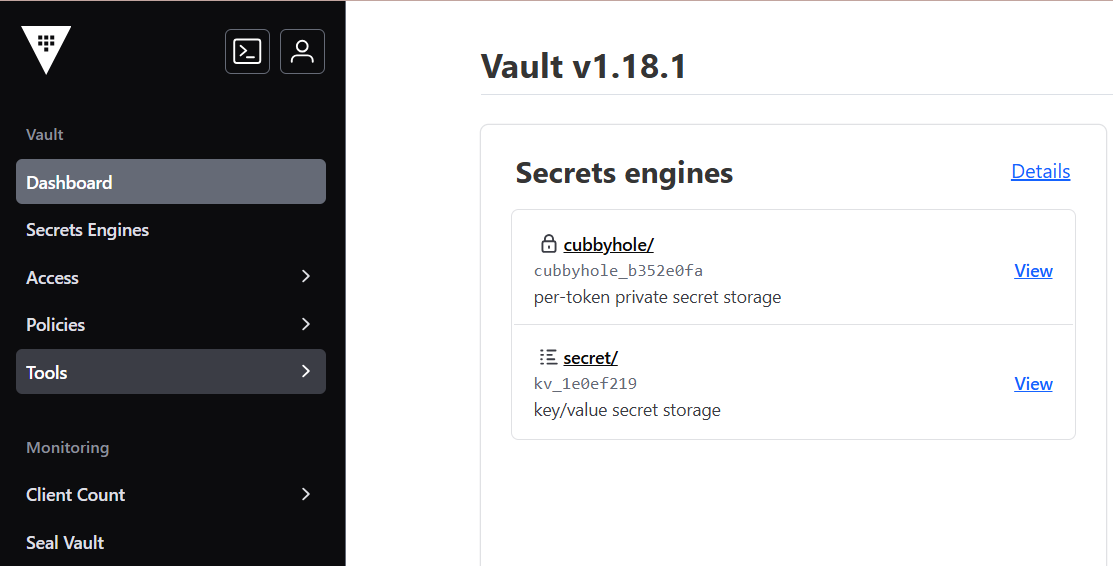 Vault
Dashboard
Secrets Engines
Access
Policies
Tools
Monitoring
Client Count
Seal Vault
Vault v1.18.1
Secrets engines
Details
cubbyhole/
cubbyhole_b352e0fa
View
per-token private secret storage
secret/
kv_1e0ef219
View
key/value secret storage